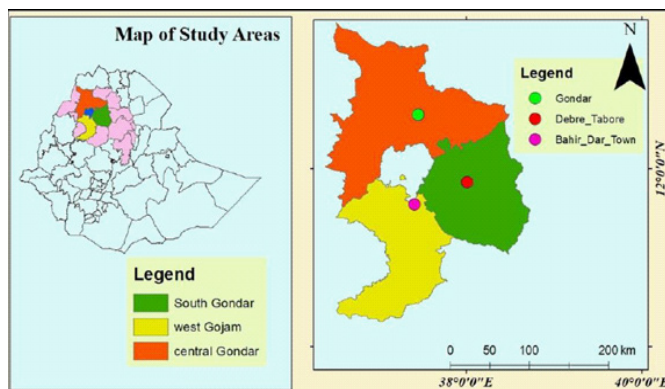 Map of Study Areas
Legend
South Gondar
west Gojam
central Gondar
N
Legend
Gondar
Debre_Tabore
Bahir_Dar_Town
12°0'0"N
0 50 100 200 km
38°0'0"E 40°0'0"E